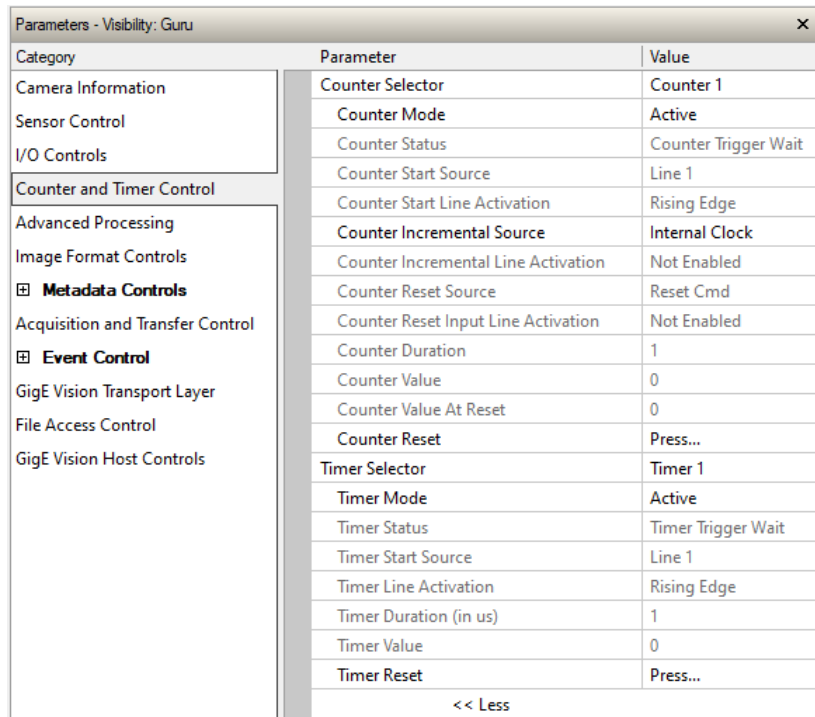 Parameters - Visibility: Guru ×
Category Parameter Value
Camera Information
Sensor Control
I/O Controls
Counter and Timer Control
Advanced Processing
Image Format Controls
Metadata Controls
Acquisition and Transfer Control
Event Control
GigE Vision Transport Layer
File Access Control
GigE Vision Host Controls
Counter Selector Counter 1
Counter Mode Active
Counter Status Counter Trigger Wait
Counter Start Source Line 1
Counter Start Line Activation Rising Edge
Counter Incremental Source Internal Clock
Counter Incremental Line Activation Not Enabled
Counter Reset Source Reset Cmd
Counter Reset Input Line Activation Not Enabled
Counter Duration 1
Counter Value 0
Counter Value At Reset 0
Counter Reset Press...
Timer Selector Timer 1
Timer Mode Active
Timer Status Timer Trigger Wait
Timer Start Source Line 1
Timer Line Activation Rising Edge
Timer Duration (in us) 1
Timer Value 0
Timer Reset Press...
<< Less